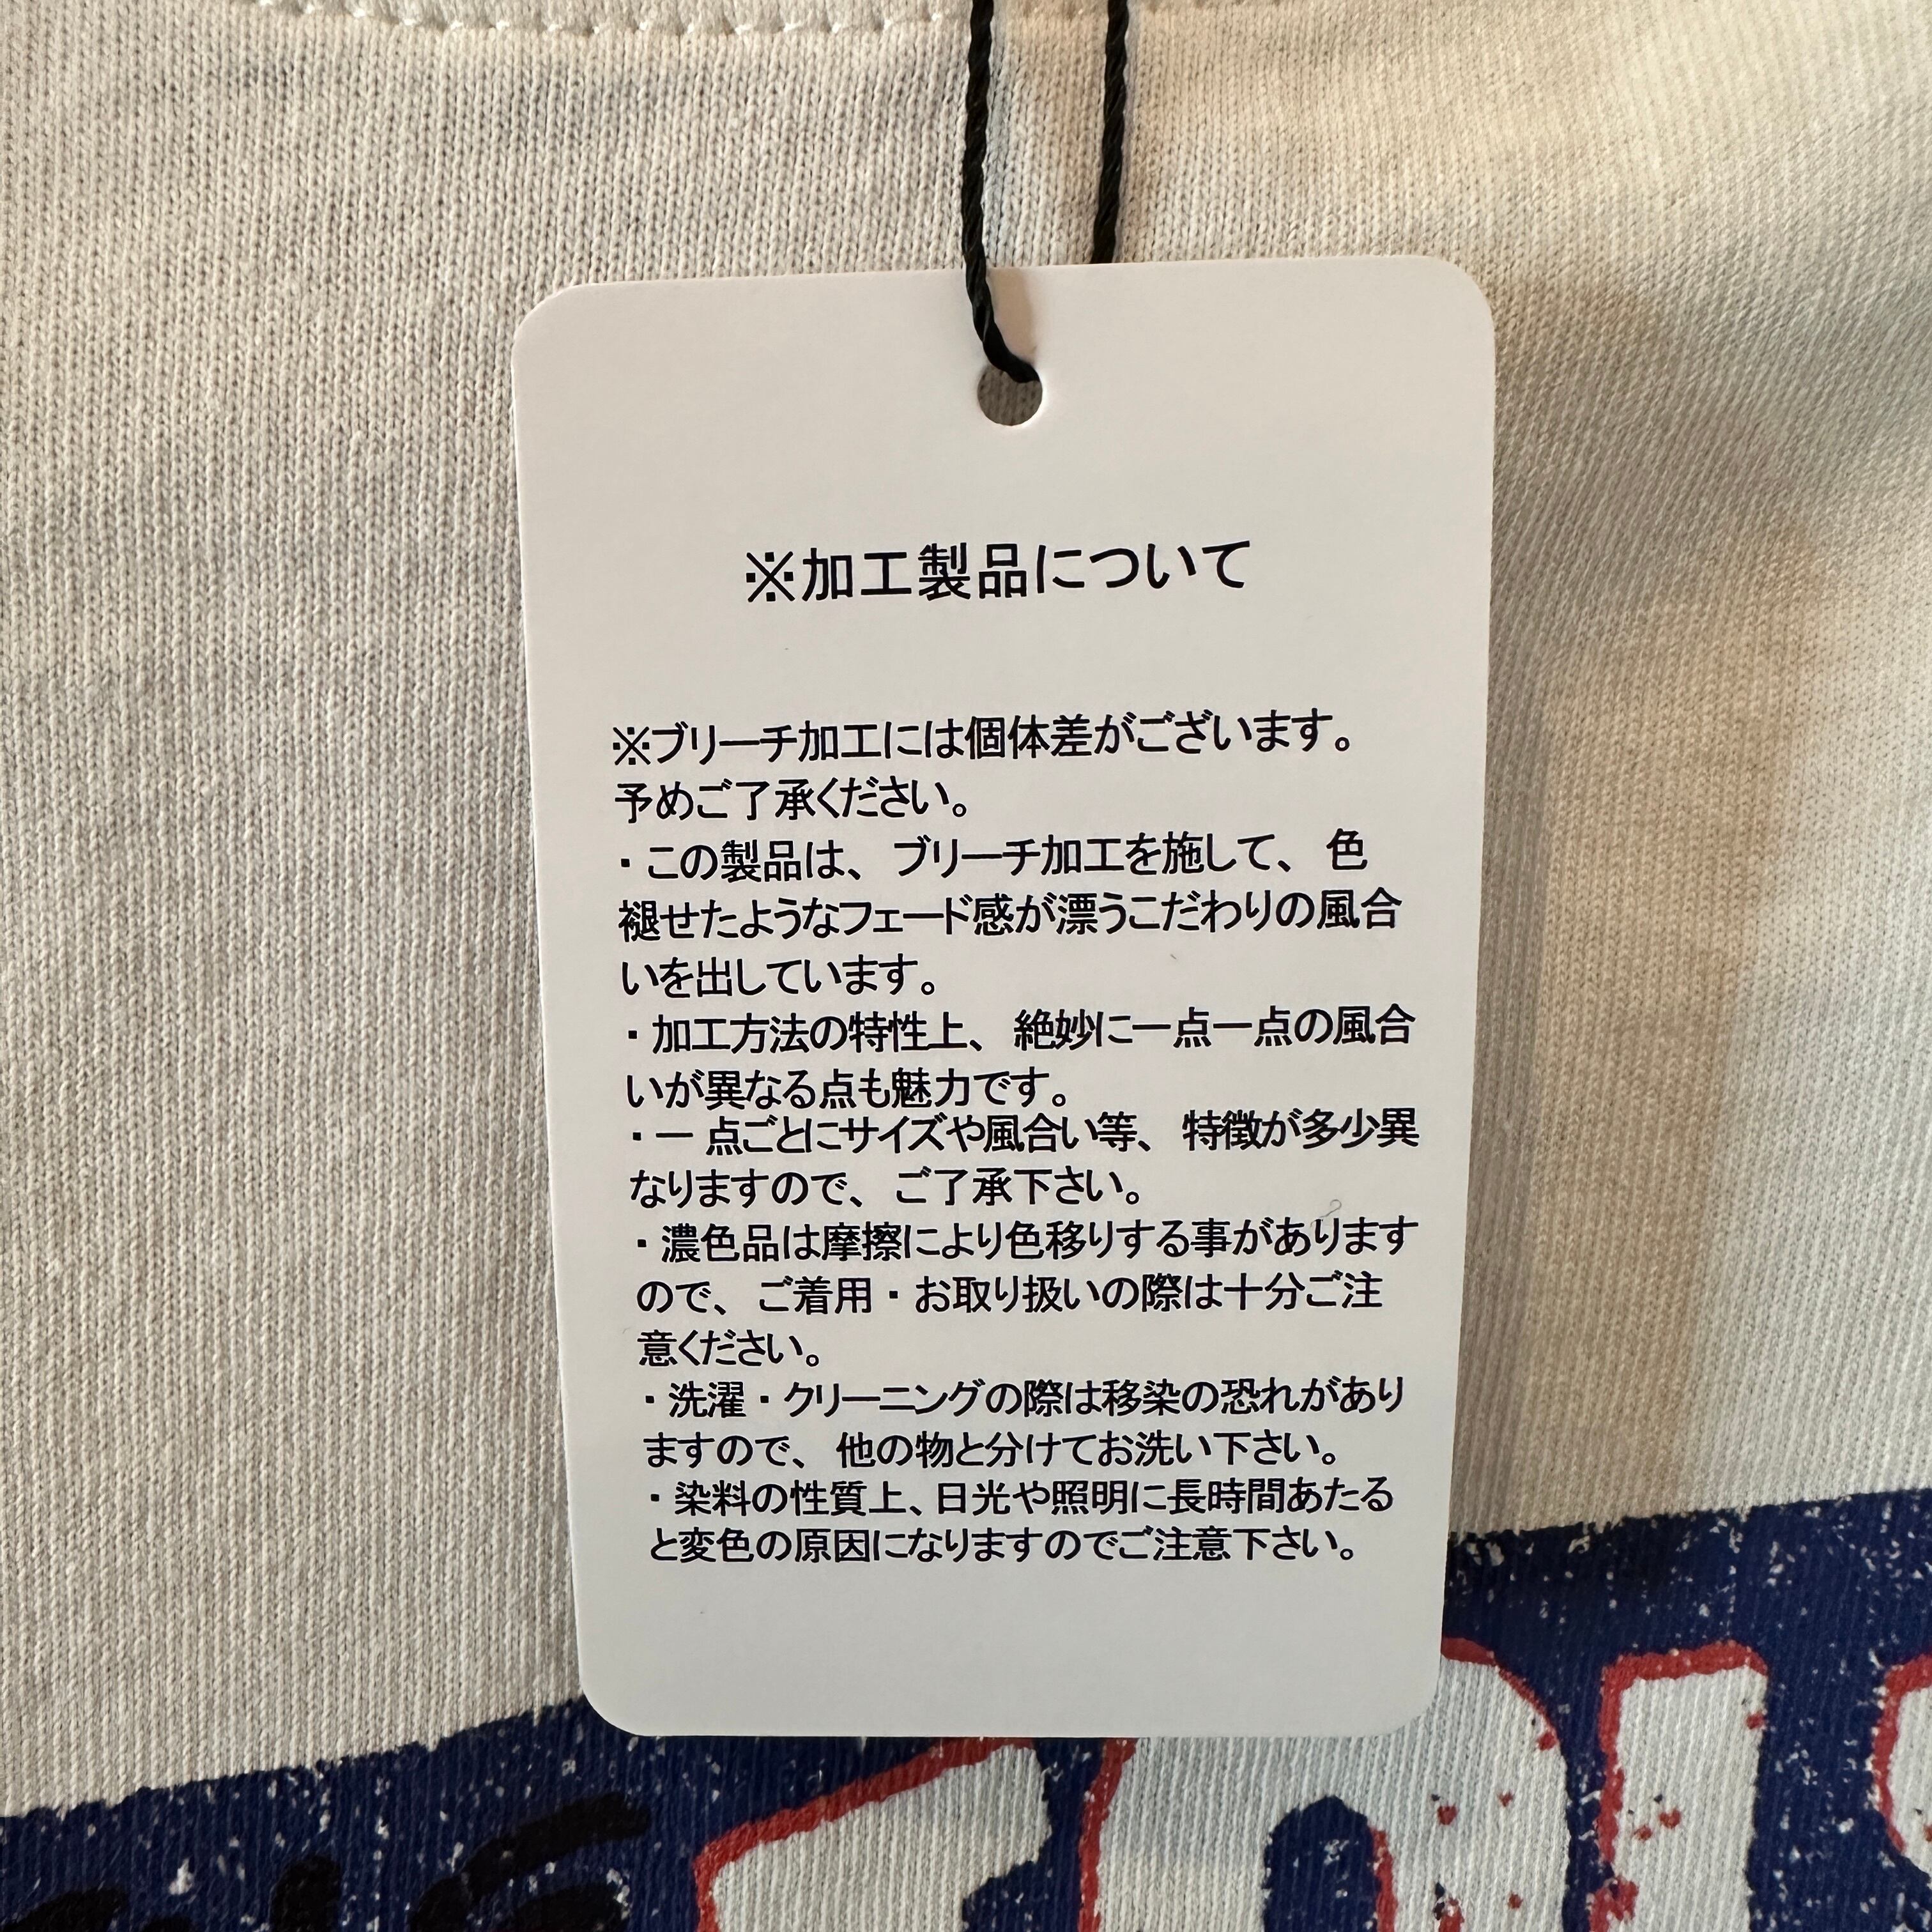 ※加工製品について
※ブリーチ加工には個体差がございます。
予めご了承ください。
・この製品は、ブリーチ加工を施して、色
褪せたようなフェード感が漂うこだわりの風合
いを出しています。
・加工方法の特性上、絶妙に一点一点の風合
いが異なる点も魅力です。
・一点ごとにサイズや風合い等、特徴が多少異
なりますので、ご了承下さい。
・濃色品は摩擦により色移りする事があります
ので、ご着用・お取り扱いの際は十分ご注
意ください。
・洗濯・クリーニングの際は移染の恐れがあり
ますので、他の物と分けてお洗い下さい。
・染料の性質上、日光や照明に長時間あたる
と変色の原因になりますのでご注意下さい。